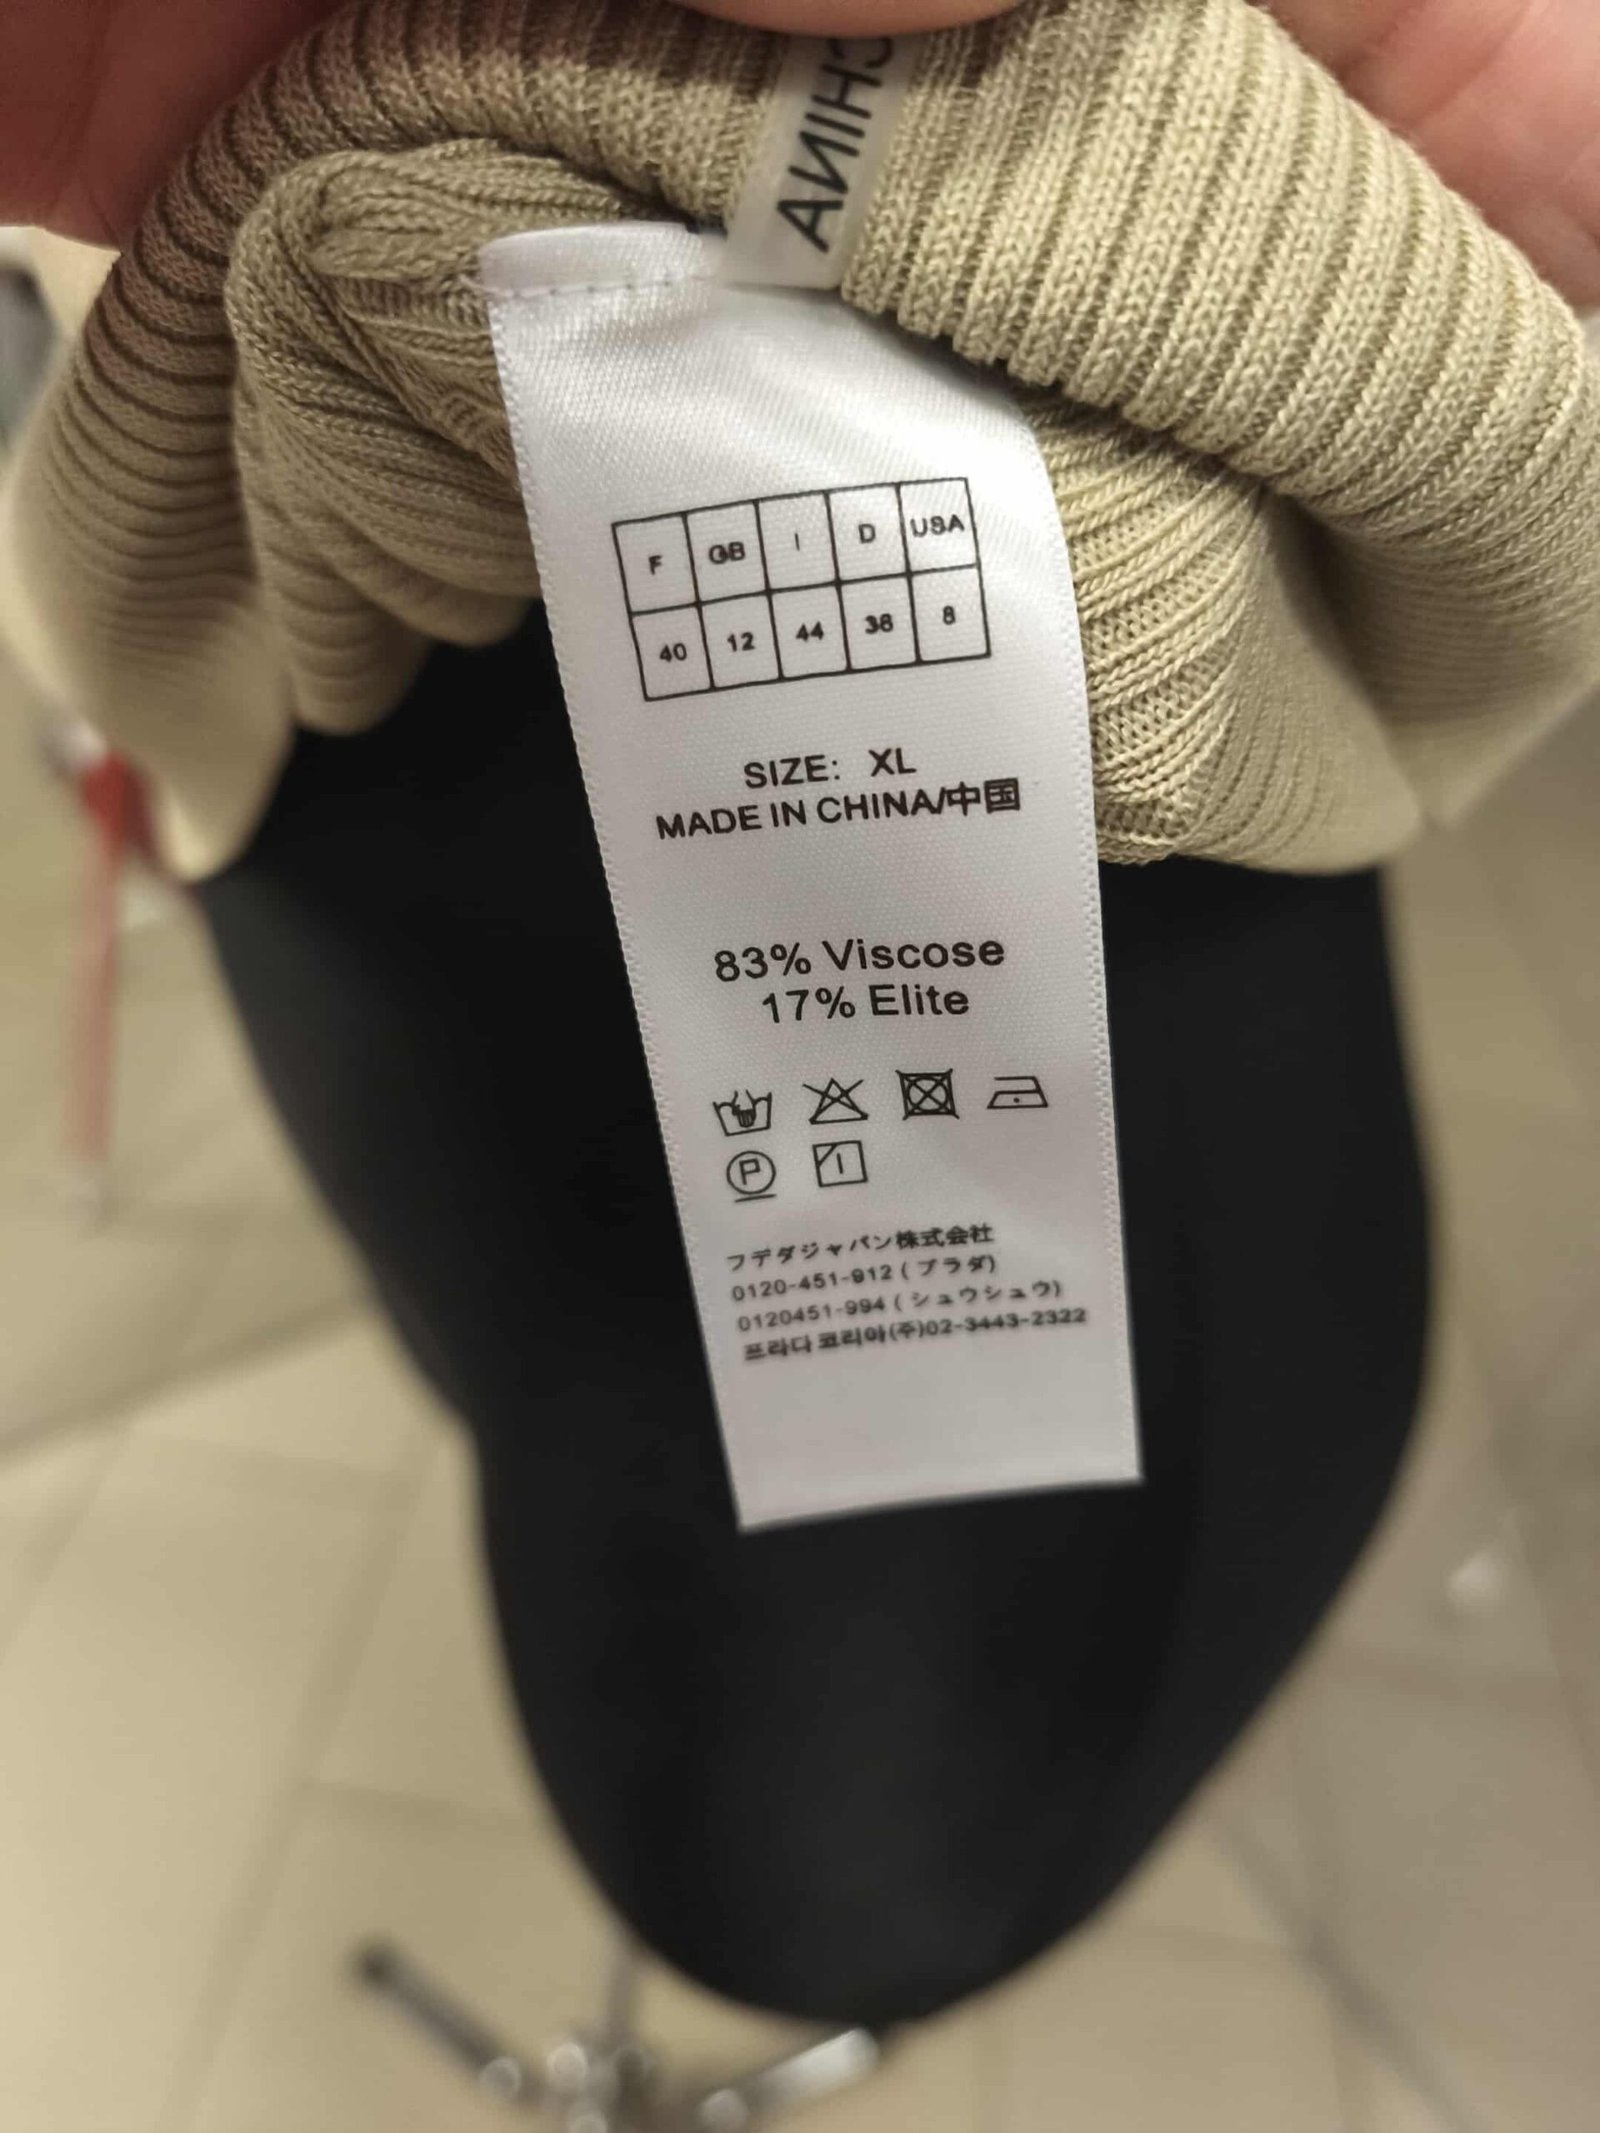 CHINA
F GB I D USA
40 12 44 38 8
SIZE: XL
MADE IN CHINA/中国
83% Viscose
17% Elite
P
フデダジャパン株式会社
0120-451-912 (プラダ)
0120451-994 (シュウシュウ)
프라다 코리아(주)02-3443-2322